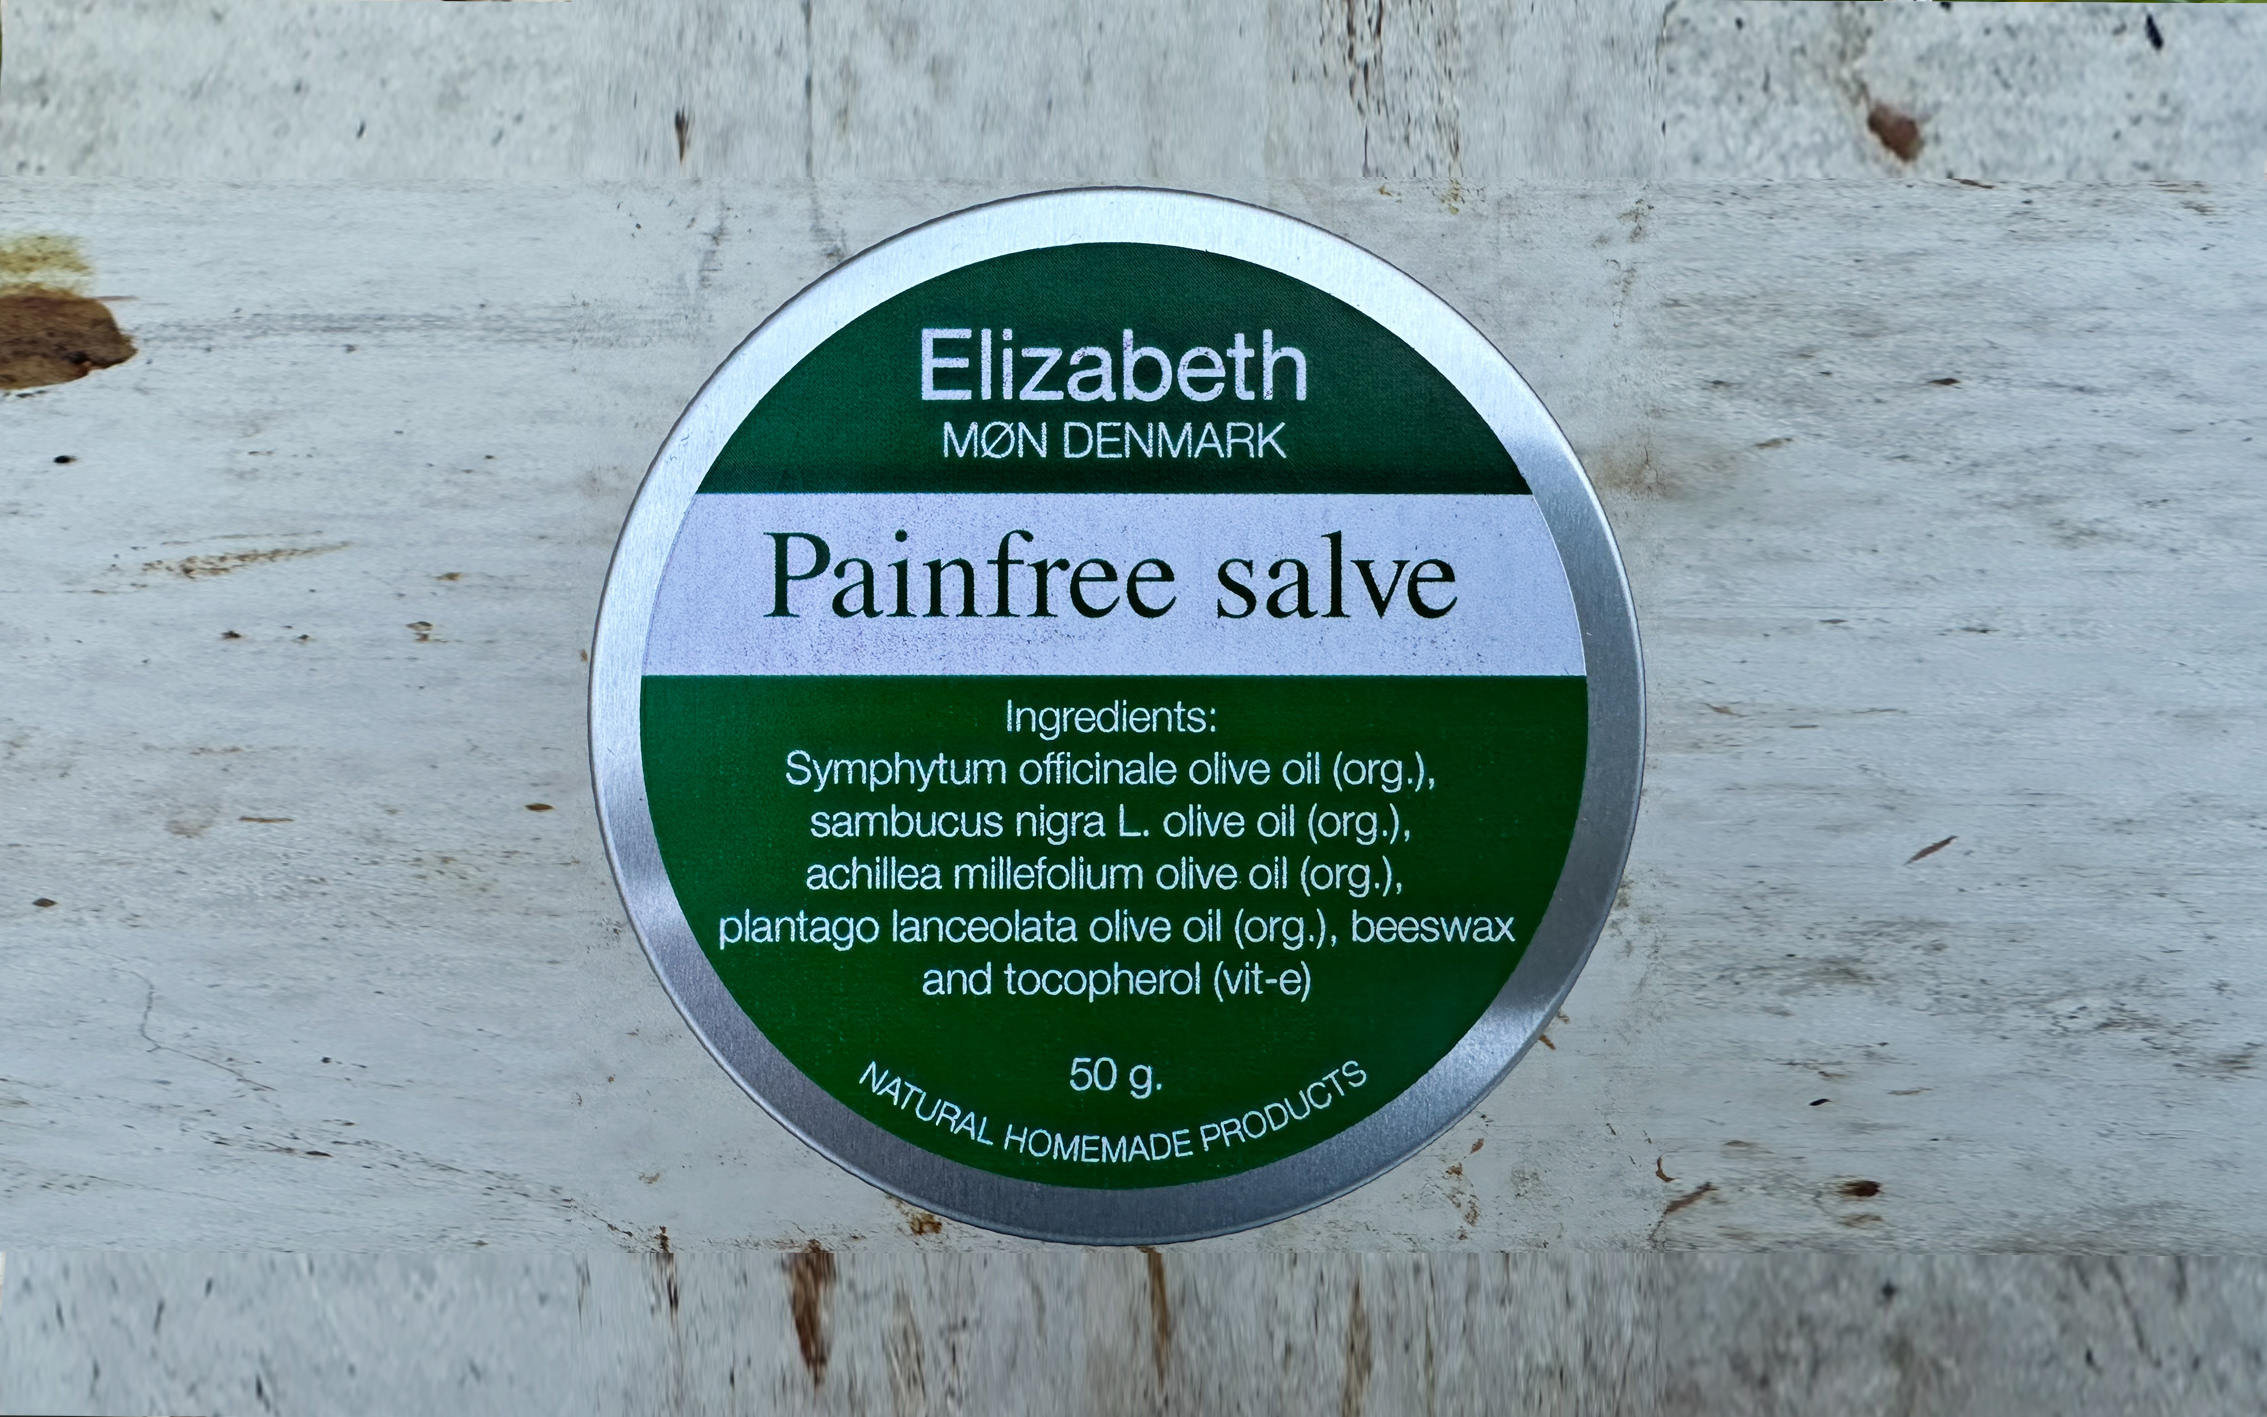 Elizabeth
MØN DENMARK
Painfree salve
Ingredients:
Symphytum officinale olive oil (org.),
sambucus nigra L. olive oil (org.),
achillea millefolium olive oil (org.),
plantago lanceolata olive oil (org.), beeswax
and tocopherol (vit-e)
50 g.
NATURAL HOMEMADE PRODUCTS